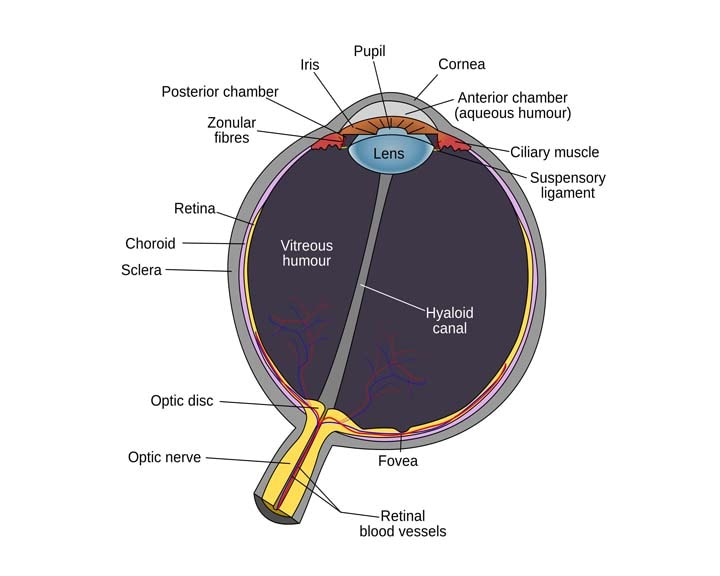 Pupil
Iris
Cornea
Posterior chamber
Anterior chamber
(aqueous humour)
Zonular
fibres
Lens
Ciliary muscle
Suspensory
ligament
Retina
Choroid
Vitreous
humour
Sclera
Hyaloid
canal
Optic disc
Optic nerve
Fovea
Retinal
blood vessels